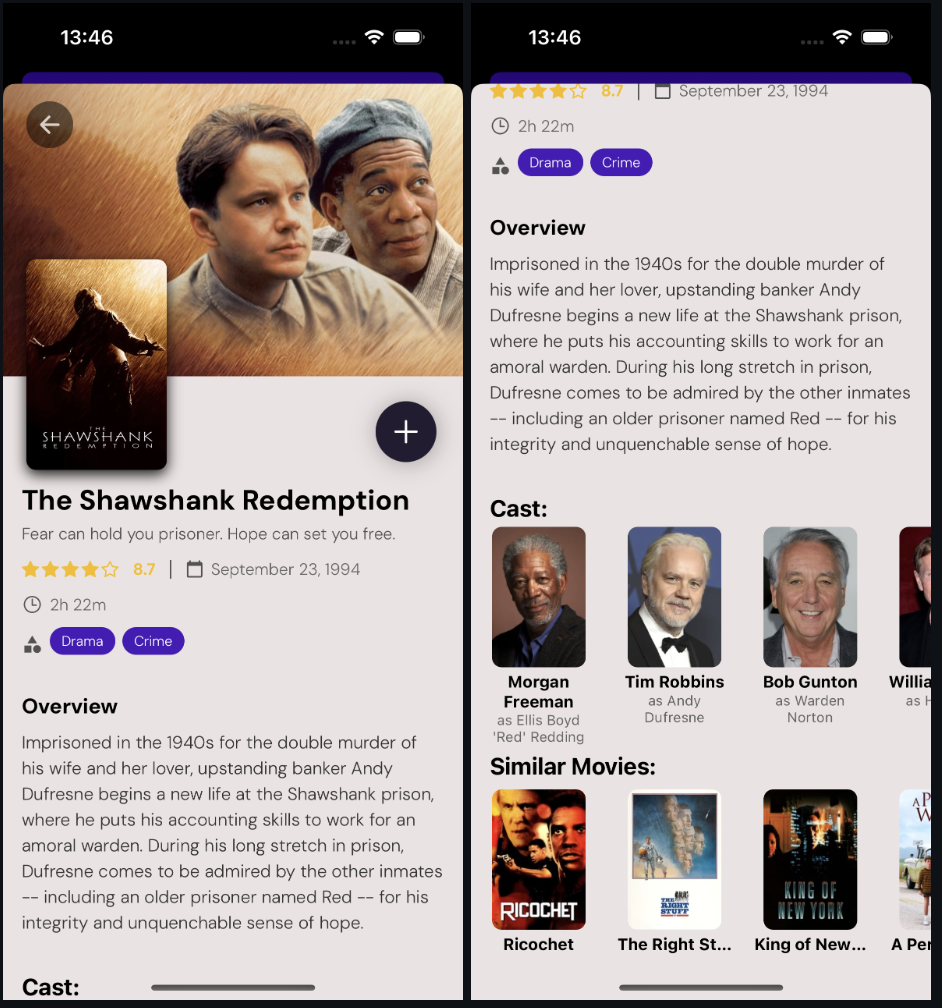 13:46
THE
SHAWSHANK
REDEMPTION
The Shawshank Redemption
Fear can hold you prisoner. Hope can set you free.
8.7 | September 23, 1994
2h 22m
Drama Crime
Overview
Imprisoned in the 1940s for the double murder of
his wife and her lover, upstanding banker Andy
Dufresne begins a new life at the Shawshank prison,
where he puts his accounting skills to work for an
amoral warden. During his long stretch in prison,
Dufresne comes to be admired by the other inmates
-- including an older prisoner named Red -- for his
integrity and unquenchable sense of hope.
Cast:
13:46
8.7 | September 23, 1994
2h 22m
Drama Crime
Overview
Imprisoned in the 1940s for the double murder of
his wife and her lover, upstanding banker Andy
Dufresne begins a new life at the Shawshank prison,
where he puts his accounting skills to work for an
amoral warden. During his long stretch in prison,
Dufresne comes to be admired by the other inmates
-- including an older prisoner named Red -- for his
integrity and unquenchable sense of hope.
Cast:
Morgan Freeman
as Ellis Boyd 'Red' Redding
Tim Robbins
as Andy Dufresne
Bob Gunton
as Warden Norton
Willia
as H
Similar Movies:
RICOCHET
THE RIGHT STUFF
KING OF
NEW YORK
A P
W
Ricochet
The Right St...
King of New...
A Per